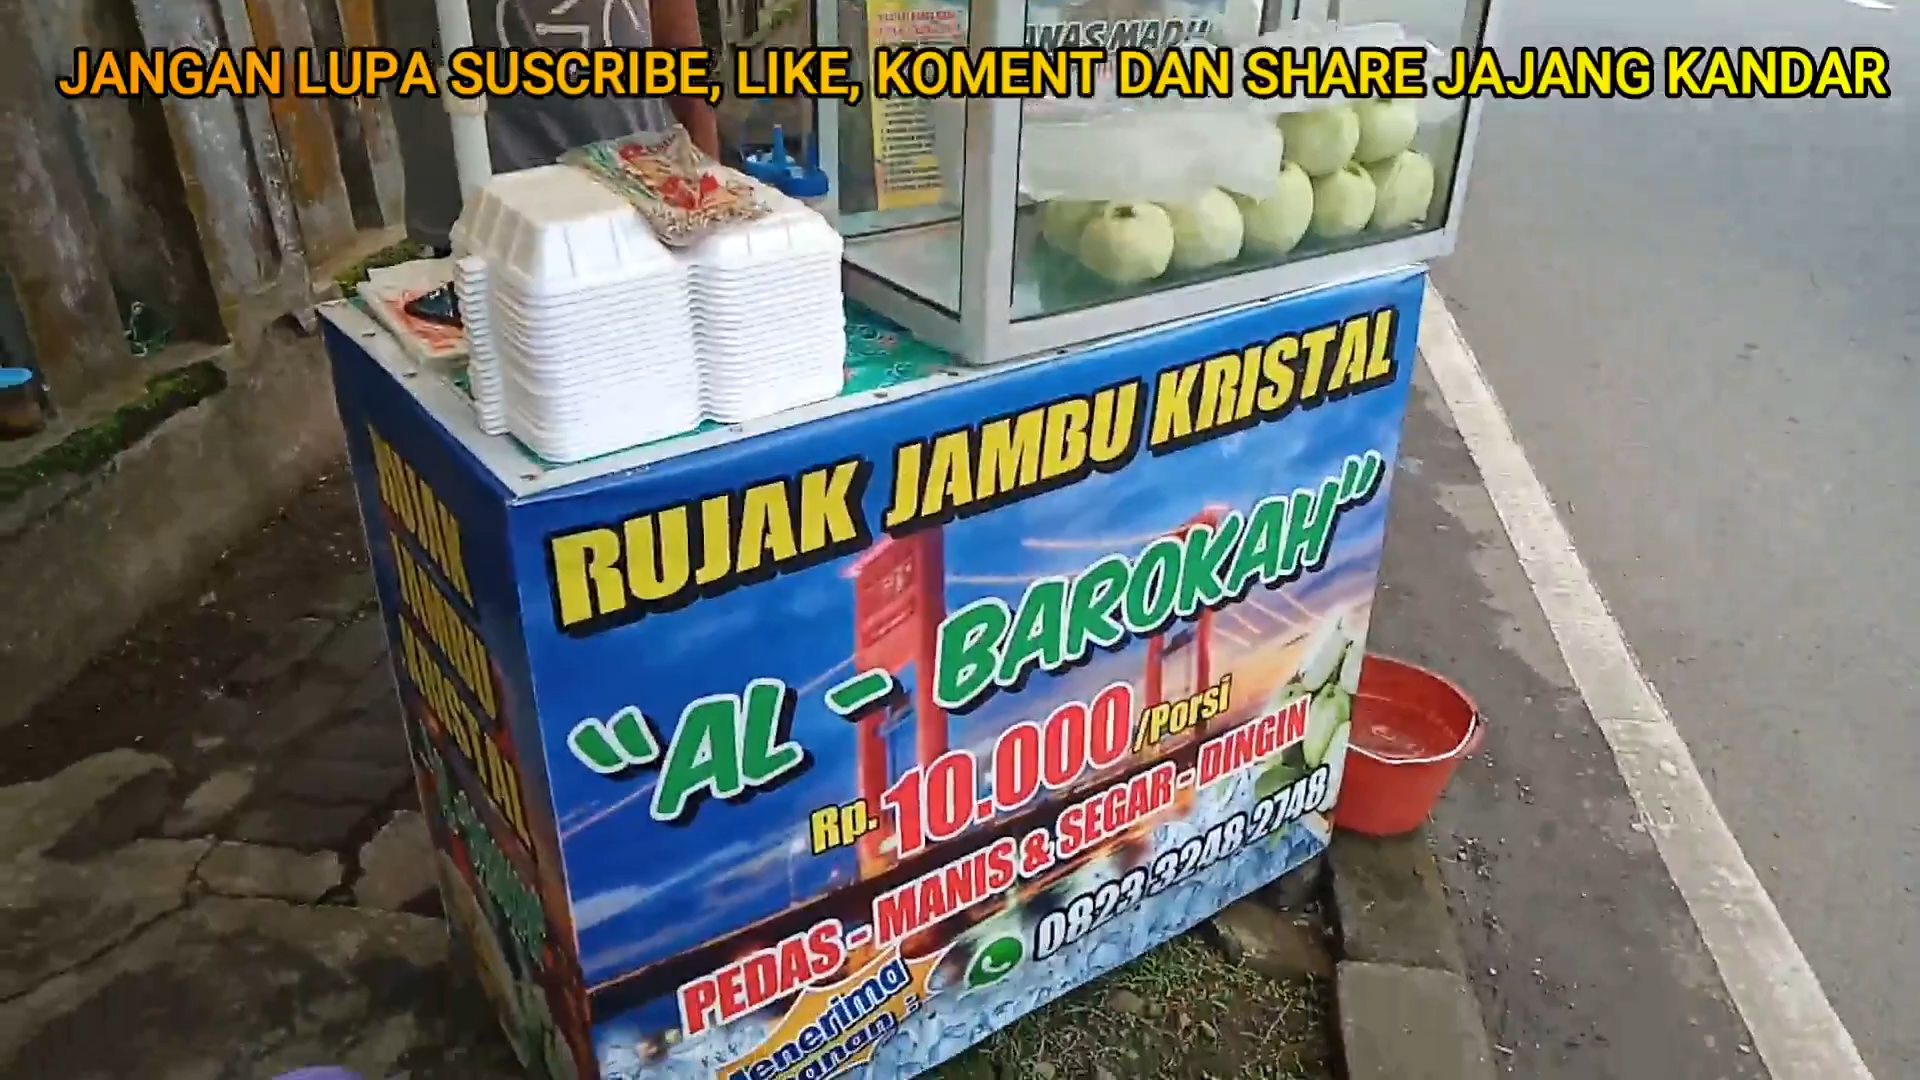 JANGAN LUPA SUSCRIBE, LIKE, KOMENT DAN SHARE JAJANG KANDAR
RUJAK JAMBU KRISTAL
"AL - BAROKAH"
Rp. 10.000 /Porsi
PEDAS - MANIS & SEGAR - DINGIN
0823 3248 2748
Menerima
RUJAK
JAMBU
KRISTAL